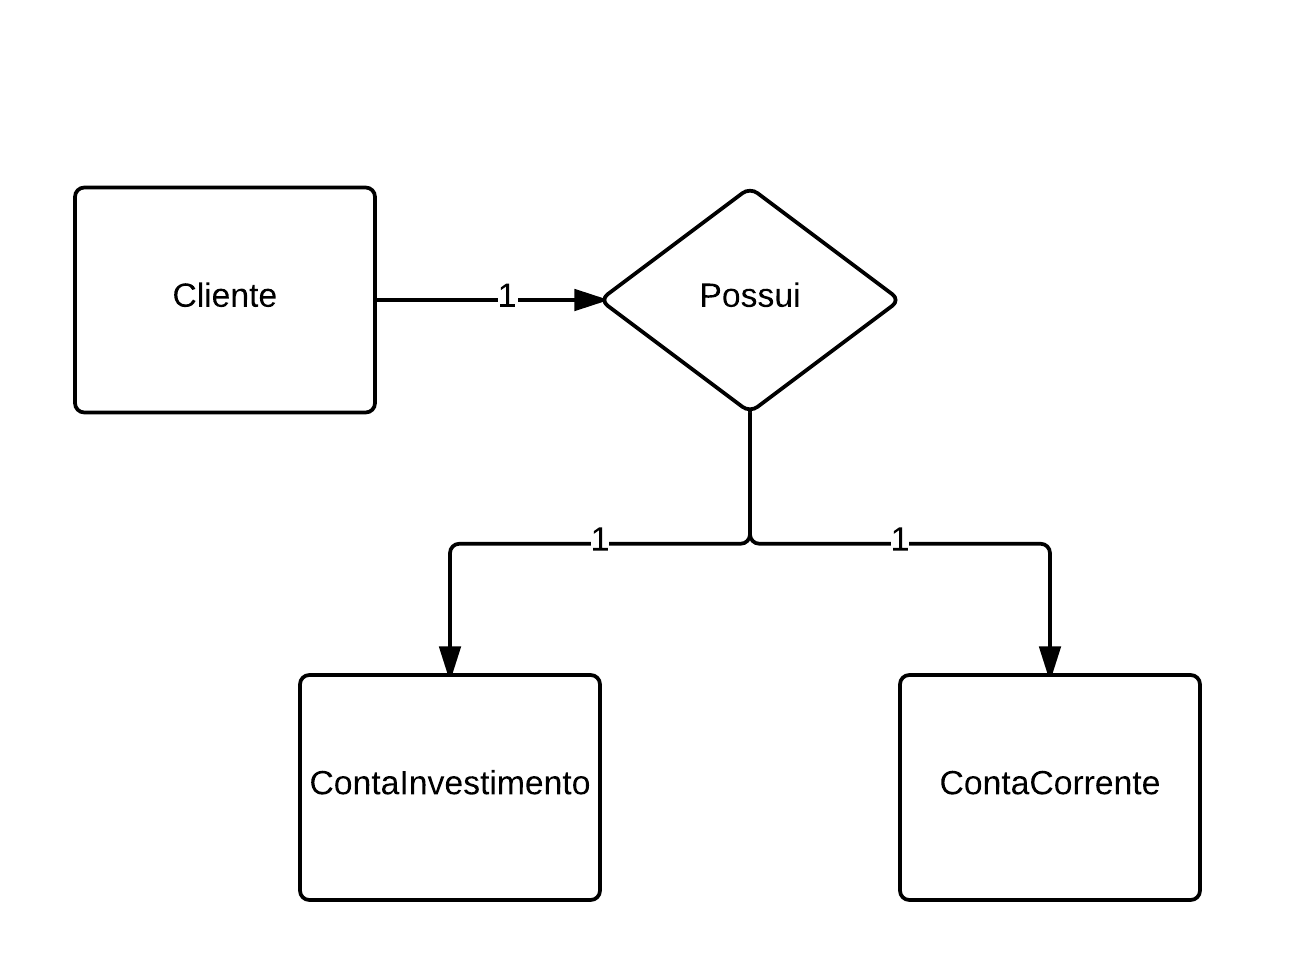 Cliente
1
Possui
1
1
ContaInvestimento
ContaCorrente